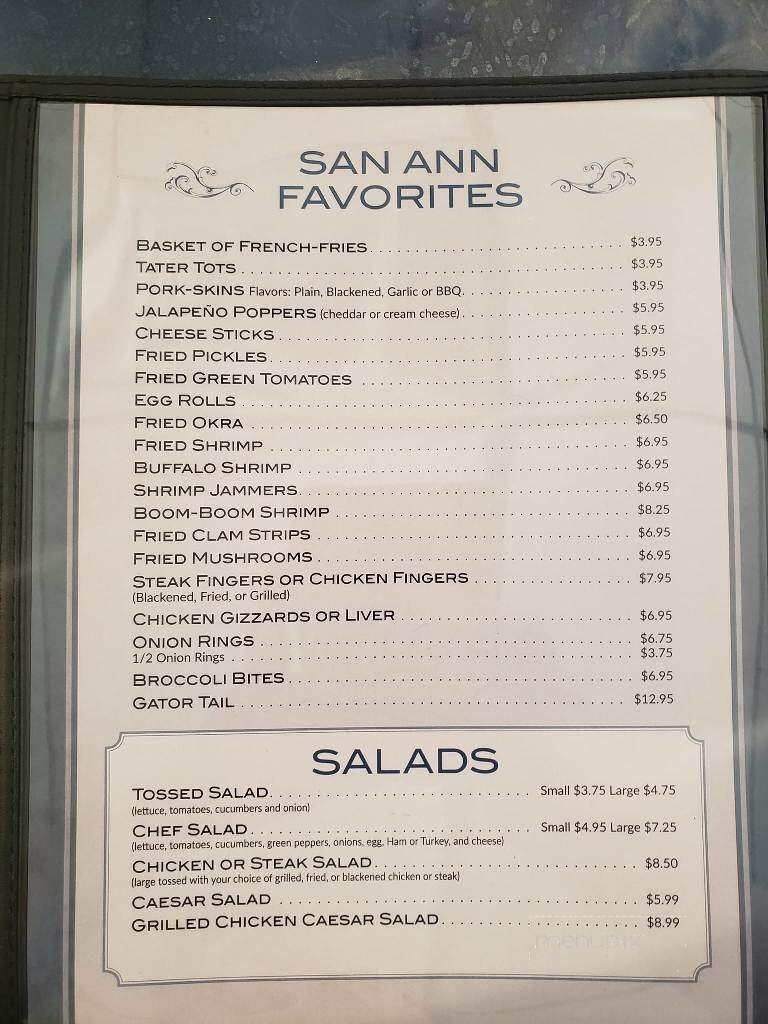 SAN ANN
FAVORITES
BASKET OF FRENCH-FRIES $3.95
TATER TOTS $3.95
PORK-SKINS Flavors: Plain, Blackened, Garlic or BBQ. $3.95
JALAPEÑO POPPERS (cheddar or cream cheese) $5.95
CHEESE STICKS $5.95
FRIED PICKLES $5.95
FRIED GREEN TOMATOES $5.95
EGG ROLLS $6.25
FRIED OKRA $6.50
FRIED SHRIMP $6.95
BUFFALO SHRIMP $6.95
SHRIMP JAMMERS $6.95
BOOM-BOOM SHRIMP $8.25
FRIED CLAM STRIPS $6.95
FRIED MUSHROOMS $6.95
STEAK FINGERS OR CHICKEN FINGERS $7.95
(Blackened, Fried, or Grilled)
CHICKEN GIZZARDS OR LIVER $6.95
ONION RINGS $6.75
1/2 Onion Rings $3.75
BROCCOLI BITES $6.95
GATOR TAIL $12.95
SALADS
TOSSED SALAD Small $3.75 Large $4.75
(lettuce, tomatoes, cucumbers and onion)
CHEF SALAD Small $4.95 Large $7.25
(lettuce, tomatoes, cucumbers, green peppers, onions, egg. Ham or Turkey, and cheese)
CHICKEN OR STEAK SALAD $8.50
(large tossed with your choice of grilled, fried, or blackened chicken or steak)
CAESAR SALAD $5.99
GRILLED CHICKEN CAESAR SALAD $8.99